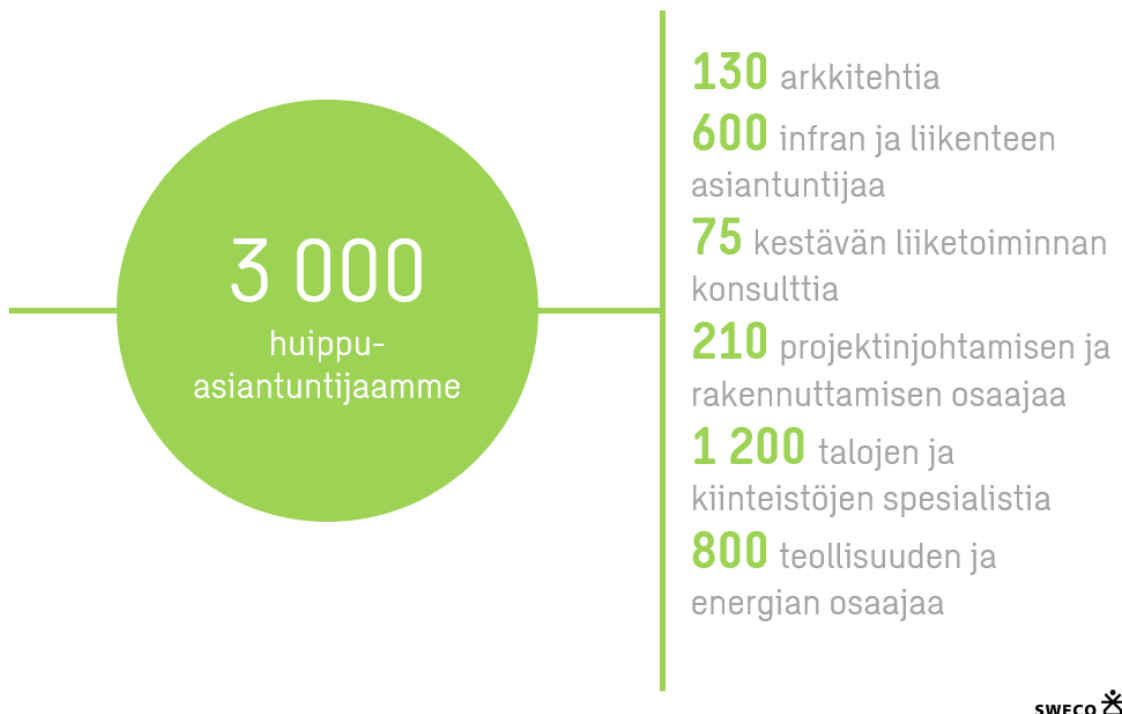 3 000
huippu-
asiantuntijaamme
130 arkkitehtia
600 infran ja liikenteen
asiantuntijaa
75 kestävän liiketoiminnan
konsulttia
210 projektinjohtamisen ja
rakennuttamisen osaajaa
1 200 talojen ja
kiinteistöjen spesialistia
800 teollisuuden ja
energian osaajaa
SWECO